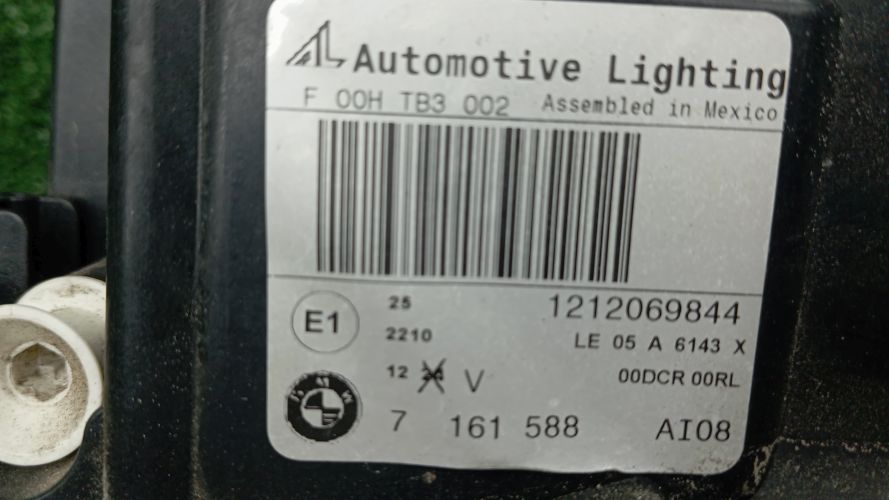 AL Automotive Lighting
F 00H TB3 002 Assembled in Mexico
E1
25
1212069844
2210
LE 05 A 6143 X
12 V
00DCR 00RL
7 161 588
AI08